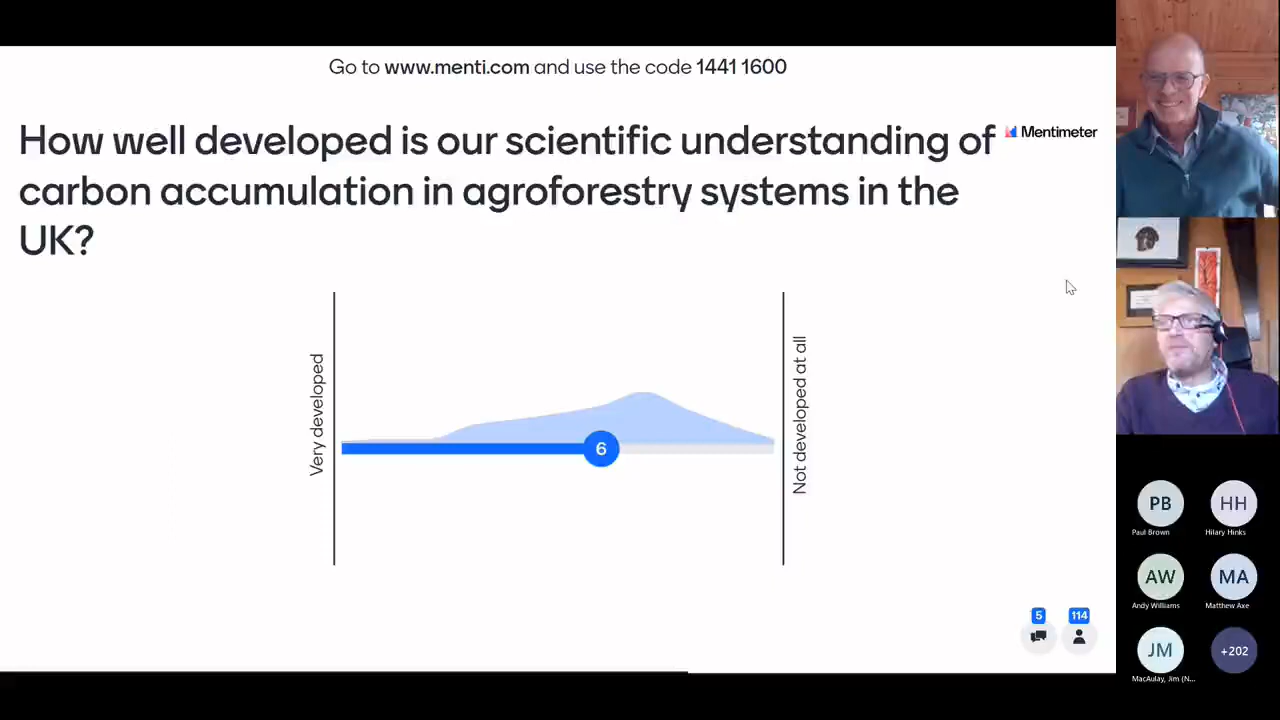 Go to www.menti.com and use the code 1441 1600
How well developed is our scientific understanding of
carbon accumulation in agroforestry systems in the
UK?
Mentimeter
Very developed
6
Not developed at all
5
114
PB
Paul Brown
HH
Hilary Hinks
AW
Andy Williams
MA
Matthew Axe
JM
MacAulay, Jim (N...
+202